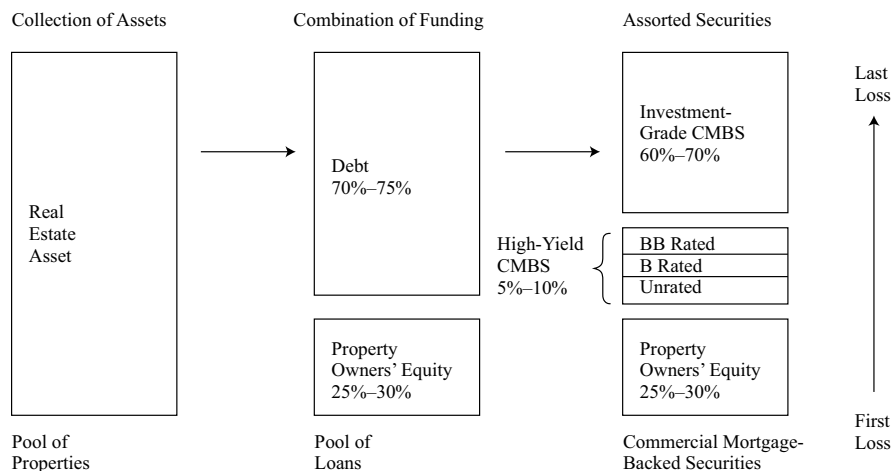 Collection of Assets
Combination of Funding
Assorted Securities
Real
Estate
Asset
Debt
70%–75%
Property
Owners’ Equity
25%–30%
High-Yield
CMBS
5%–10%
Investment-
Grade CMBS
60%–70%
BB Rated
B Rated
Unrated
Property
Owners’ Equity
25%–30%
Last
Loss
First
Loss
Pool of
Properties
Pool of
Loans
Commercial Mortgage-
Backed Securities